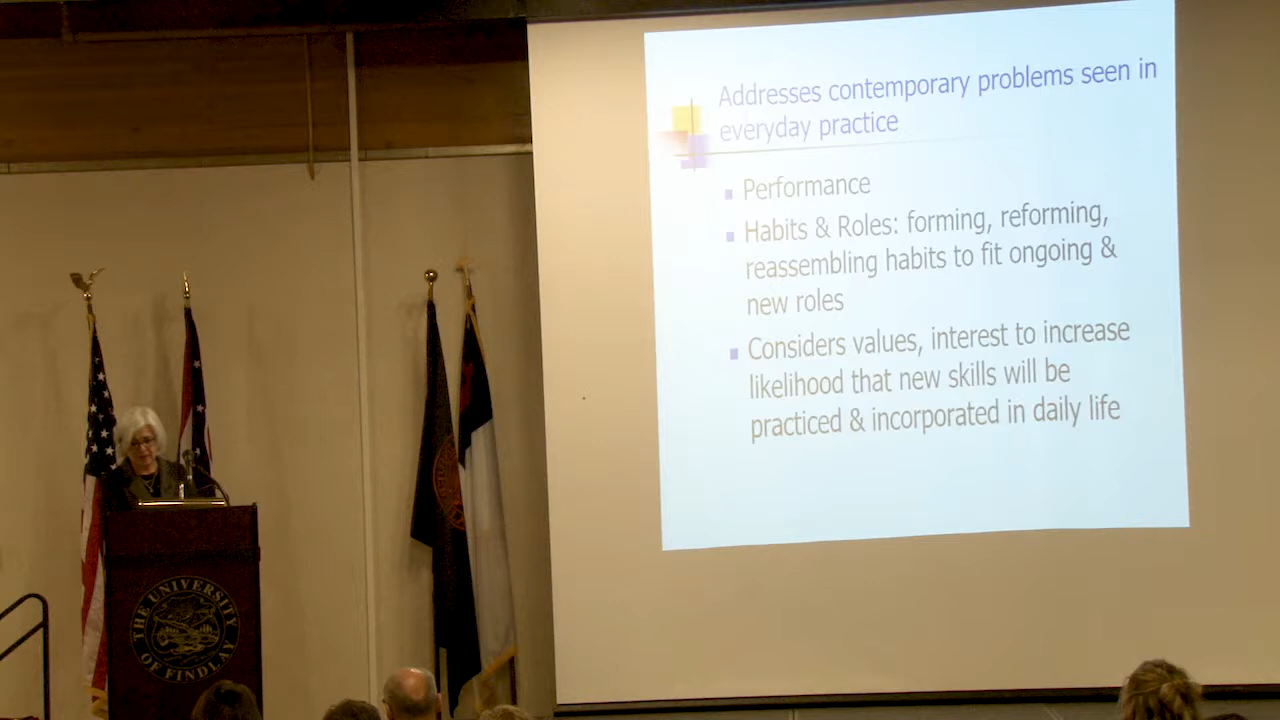 Addresses contemporary problems seen in
everyday practice
Performance
Habits & Roles: forming, reforming,
reassembling habits to fit ongoing &
new roles
Considers values, interest to increase
likelihood that new skills will be
practiced & incorporated in daily life
THE UNIVERSITY
OF FINDLAY